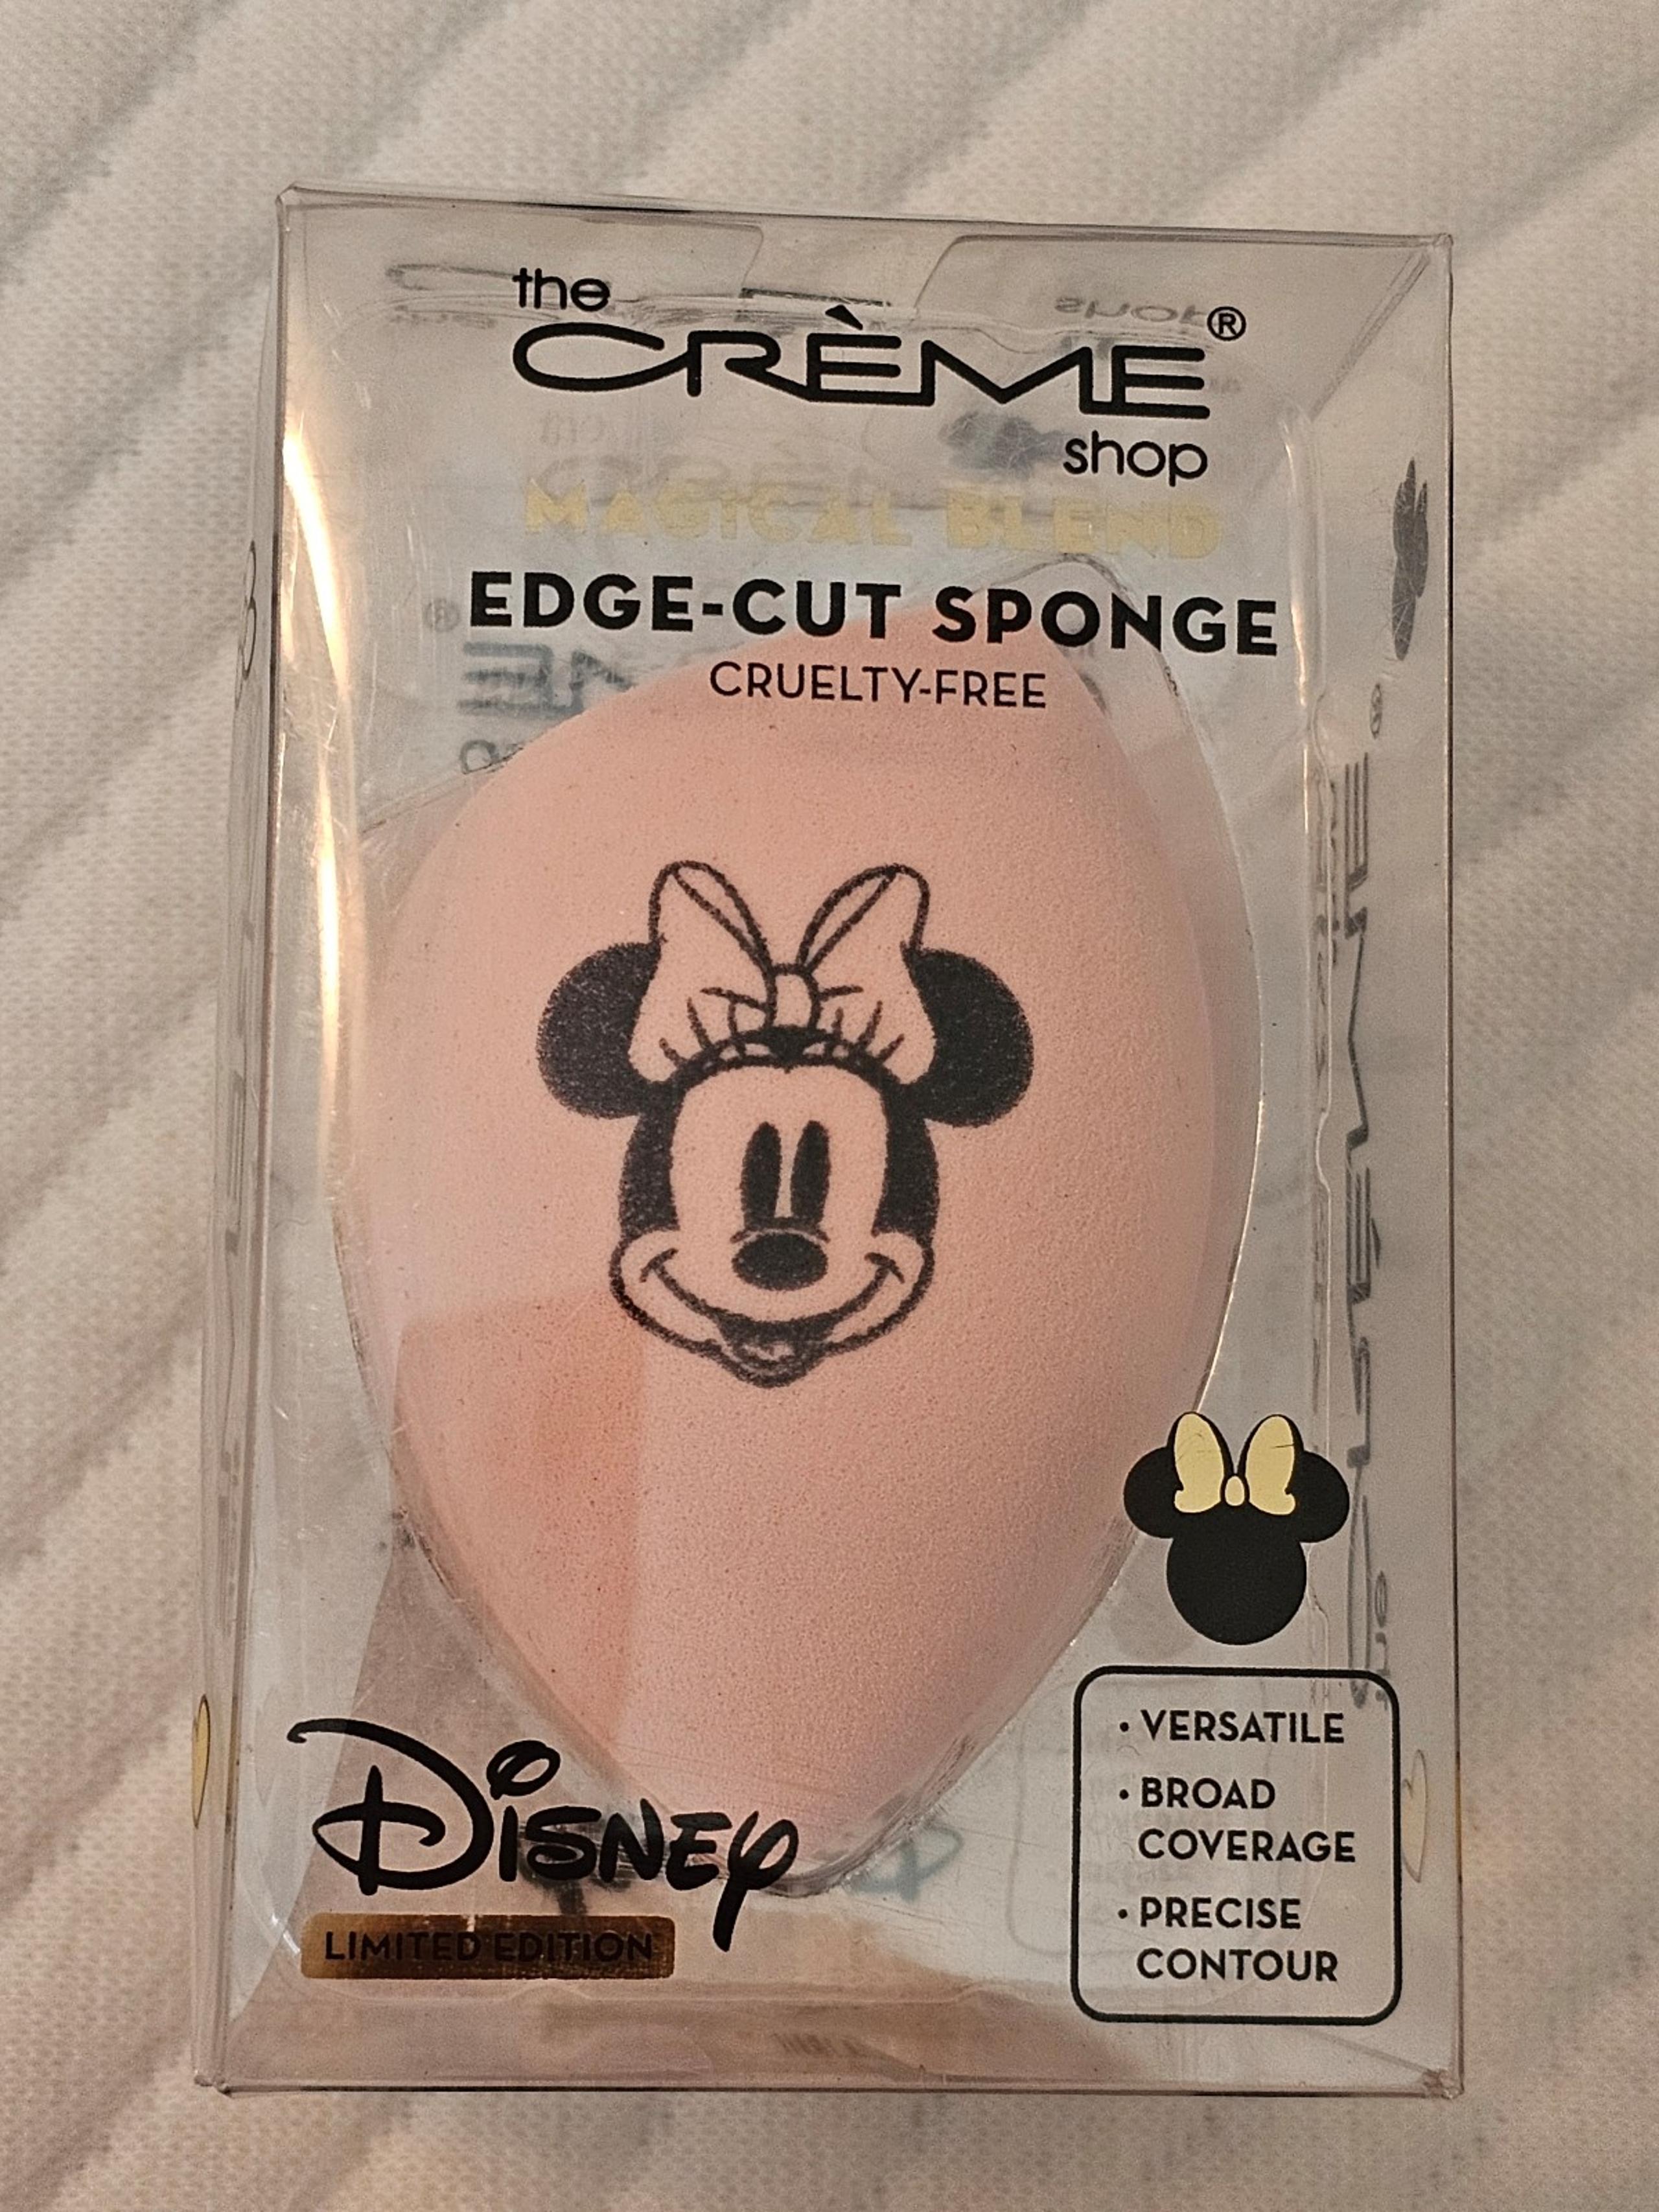 the
CRÈME®
shop
MAGICAL BLEND
EDGE-CUT SPONGE
CRUELTY-FREE
Disney
LIMITED EDITION
• VERSATILE
• BROAD
COVERAGE
• PRECISE
CONTOUR